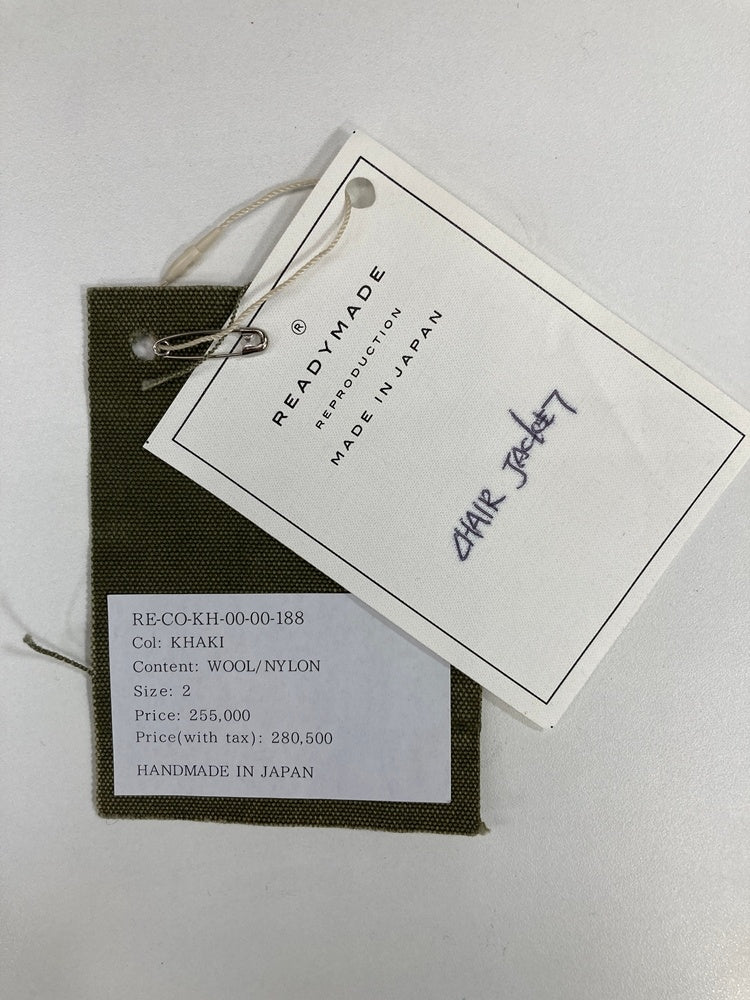 READYMADE®
REPRODUCTION
MADE IN JAPAN
CHAIR JACKET
RE-CO-KH-00-00-188
Col: KHAKI
Content: WOOL/NYLON
Size: 2
Price: 255,000
Price(with tax): 280,500
HANDMADE IN JAPAN